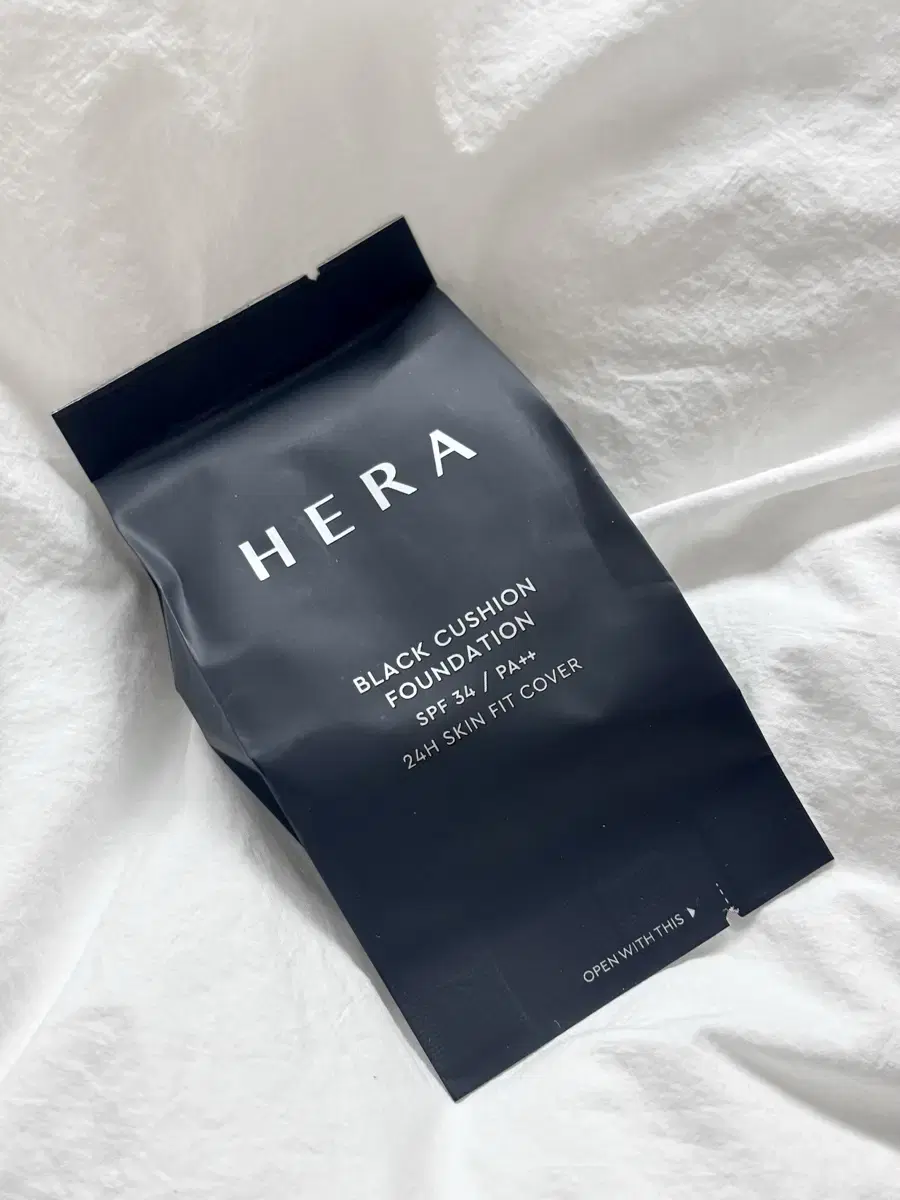 HERA
BLACK CUSHION
FOUNDATION
SPF 34 / PA++
24H SKIN FIT COVER
OPEN WITH THIS ▶